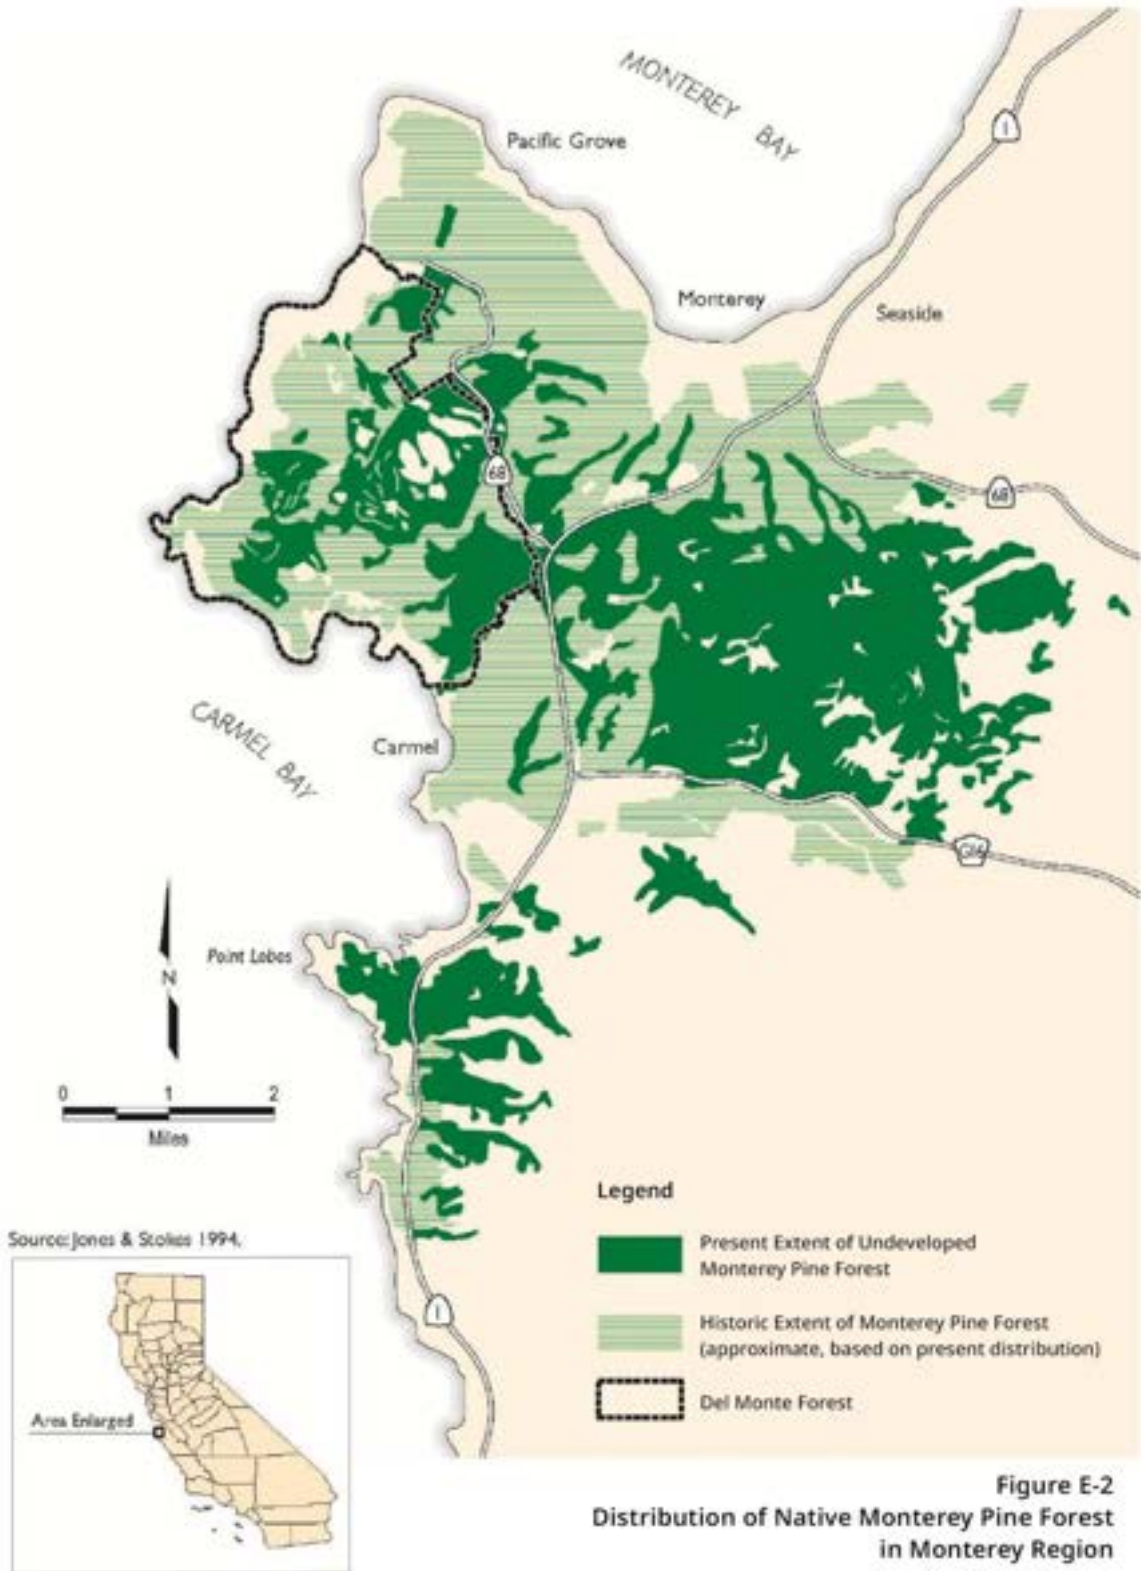 MONTEREY BAY
Pacific Grove
1
Monterey
Seaside
68
68
CARMEL BAY
Carmel
G16
Point Lobos
N
0 1 2
Miles
Legend
Present Extent of Undeveloped
Monterey Pine Forest
Historic Extent of Monterey Pine Forest
(approximate, based on present distribution)
Del Monte Forest
1
Source: Jones & Stokes 1994.
Area Enlarged
Figure E-2
Distribution of Native Monterey Pine Forest
in Monterey Region